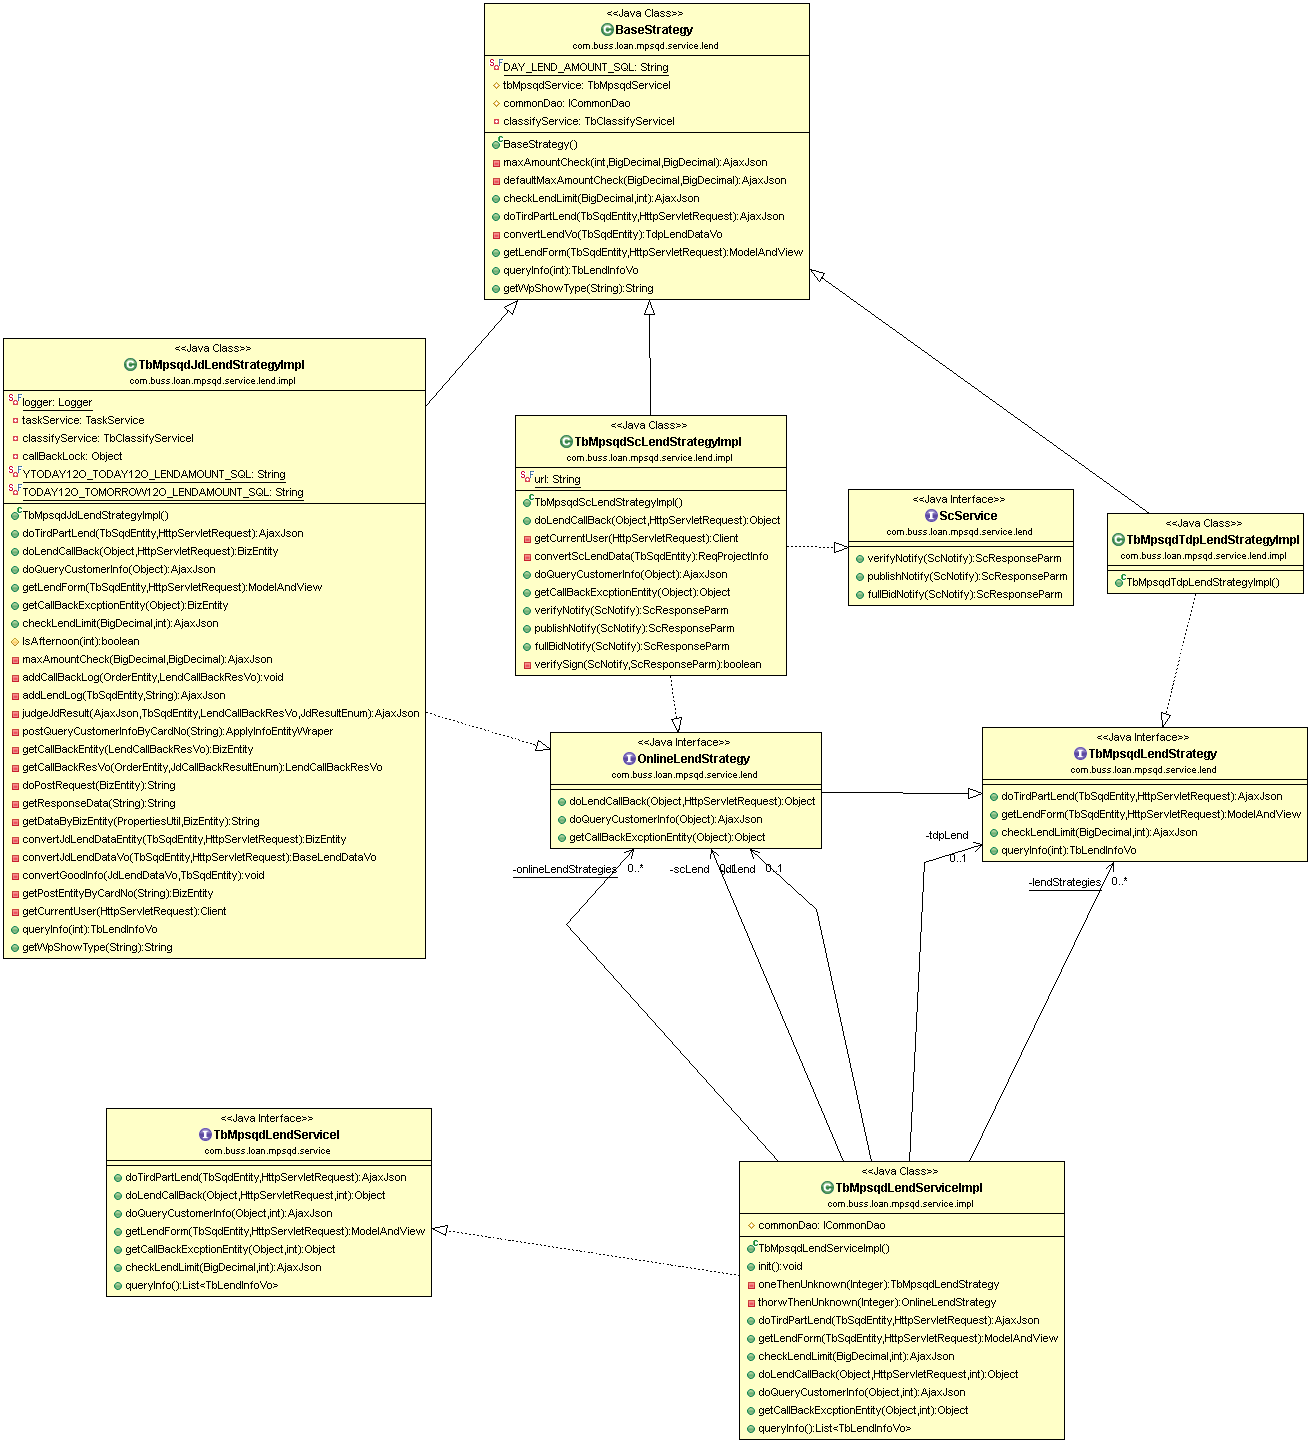 <<Java Class>>
BaseStrategy
com.buss.loan.mpsqd.service.lend
DAY_LEND_AMOUNT_SQL: String
tbMpsqdService: TbMpsqdServiceI
commonDao: ICommonDao
classifyService: TbClassifyServiceI
BaseStrategy()
maxAmountCheck(int,BigDecimal,BigDecimal):AjaxJson
defaultMaxAmountCheck(BigDecimal,BigDecimal):AjaxJson
checkLendLimit(BigDecimal,int):AjaxJson
doTirdPartLend(TbSqdEntity,HttpServletRequest):AjaxJson
convertLendVo(TbSqdEntity):TdpLendDataVo
getLendForm(TbSqdEntity,HttpServletRequest):ModelAndView
queryInfo(int):TbLendInfoVo
getWpShowType(String):String
<<Java Class>>
TbMpsqdJdLendStrategyImpl
com.buss.loan.mpsqd.service.lend.impl
logger: Logger
taskService: TaskService
classifyService: TbClassifyServiceI
callBackLock: Object
YTODAY12O_TODAY12O_LENDAMOUNT_SQL: String
TODAY12O_TOMORROW12O_LENDAMOUNT_SQL: String
TbMpsqdJdLendStrategyImpl()
doTirdPartLend(TbSqdEntity,HttpServletRequest):AjaxJson
doLendCallBack(Object,HttpServletRequest):BizEntity
doQueryCustomerInfo(Object):AjaxJson
getLendForm(TbSqdEntity,HttpServletRequest):ModelAndView
getCallBackExcptionEntity(Object):BizEntity
checkLendLimit(BigDecimal,int):AjaxJson
IsAfternoon(int):boolean
maxAmountCheck(BigDecimal,BigDecimal):AjaxJson
addCallBackLog(OrderEntity,LendCallBackResVo):void
addLendLog(TbSqdEntity,String):AjaxJson
judgeJdResult(AjaxJson,TbSqdEntity,LendCallBackResVo,JdResultEnum):AjaxJson
postQueryCustomerInfoByCardNo(String):ApplyInfoEntityWraper
getCallBackEntity(LendCallBackResVo):BizEntity
getCallBackResVo(OrderEntity,JdCallBackResultEnum):LendCallBackResVo
doPostRequest(BizEntity):String
getResponseData(String):String
getDataByBizEntity(PropertiesUtil,BizEntity):String
convertJdLendDataEntity(TbSqdEntity,HttpServletRequest):BizEntity
convertJdLendDataVo(TbSqdEntity,HttpServletRequest):BaseLendDataVo
convertGoodInfo(JdLendDataVo,TbSqdEntity):void
getPostEntityByCardNo(String):BizEntity
getCurrentUser(HttpServletRequest):Client
queryInfo(int):TbLendInfoVo
getWpShowType(String):String
<<Java Class>>
TbMpsqdScLendStrategyImpl
com.buss.loan.mpsqd.service.lend.impl
url: String
TbMpsqdScLendStrategyImpl()
doLendCallBack(Object,HttpServletRequest):Object
getCurrentUser(HttpServletRequest):Client
convertScLendData(TbSqdEntity):ReqProjectInfo
doQueryCustomerInfo(Object):AjaxJson
getCallBackExcptionEntity(Object):Object
verifyNotify(ScNotify):ScResponseParm
publishNotify(ScNotify):ScResponseParm
fullBidNotify(ScNotify):ScResponseParm
verifySign(ScNotify,ScResponseParm):boolean
<<Java Interface>>
ScService
com.buss.loan.mpsqd.service.lend
verifyNotify(ScNotify):ScResponseParm
publishNotify(ScNotify):ScResponseParm
fullBidNotify(ScNotify):ScResponseParm
<<Java Class>>
TbMpsqdTdpLendStrategyImpl
com.buss.loan.mpsqd.service.lend.impl
TbMpsqdTdpLendStrategyImpl()
<<Java Interface>>
OnlineLendStrategy
com.buss.loan.mpsqd.service.lend
doLendCallBack(Object,HttpServletRequest):Object
doQueryCustomerInfo(Object):AjaxJson
getCallBackExcptionEntity(Object):Object
<<Java Interface>>
TbMpsqdLendStrategy
com.buss.loan.mpsqd.service.lend
doTirdPartLend(TbSqdEntity,HttpServletRequest):AjaxJson
getLendForm(TbSqdEntity,HttpServletRequest):ModelAndView
checkLendLimit(BigDecimal,int):AjaxJson
queryInfo(int):TbLendInfoVo
-tdpLend
0..1
-onlineLendStrategies 0..*
-scLend
0..1
-lendStrategies 0..*
<<Java Interface>>
TbMpsqdLendServiceI
com.buss.loan.mpsqd.service
doTirdPartLend(TbSqdEntity,HttpServletRequest):AjaxJson
doLendCallBack(Object,HttpServletRequest,int):Object
doQueryCustomerInfo(Object,int):AjaxJson
getLendForm(TbSqdEntity,HttpServletRequest):ModelAndView
getCallBackExcptionEntity(Object,int):Object
checkLendLimit(BigDecimal,int):AjaxJson
queryInfo():List<TbLendInfoVo>
<<Java Class>>
TbMpsqdLendServiceImpl
com.buss.loan.mpsqd.service.impl
commonDao: ICommonDao
TbMpsqdLendServiceImpl()
init():void
oneThenUnknown(Integer):TbMpsqdLendStrategy
thorwThenUnknown(Integer):OnlineLendStrategy
doTirdPartLend(TbSqdEntity,HttpServletRequest):AjaxJson
getLendForm(TbSqdEntity,HttpServletRequest):ModelAndView
checkLendLimit(BigDecimal,int):AjaxJson
doLendCallBack(Object,HttpServletRequest,int):Object
doQueryCustomerInfo(Object,int):AjaxJson
getCallBackExcptionEntity(Object,int):Object
queryInfo():List<TbLendInfoVo>